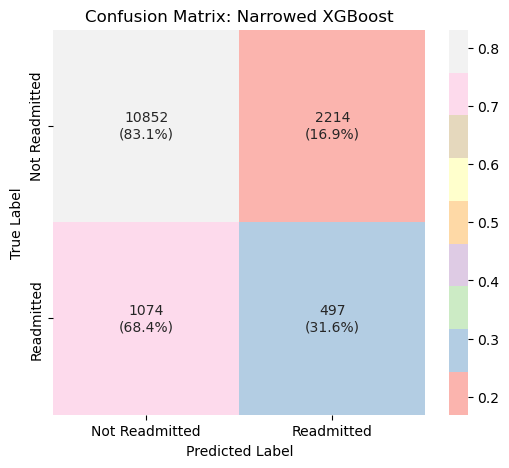 Confusion Matrix: Narrowed XGBoost
True Label
Not Readmitted
Readmitted
10852
(83.1%)
2214
(16.9%)
1074
(68.4%)
497
(31.6%)
Not Readmitted
Readmitted
Predicted Label
0.8
0.7
0.6
0.5
0.4
0.3
0.2